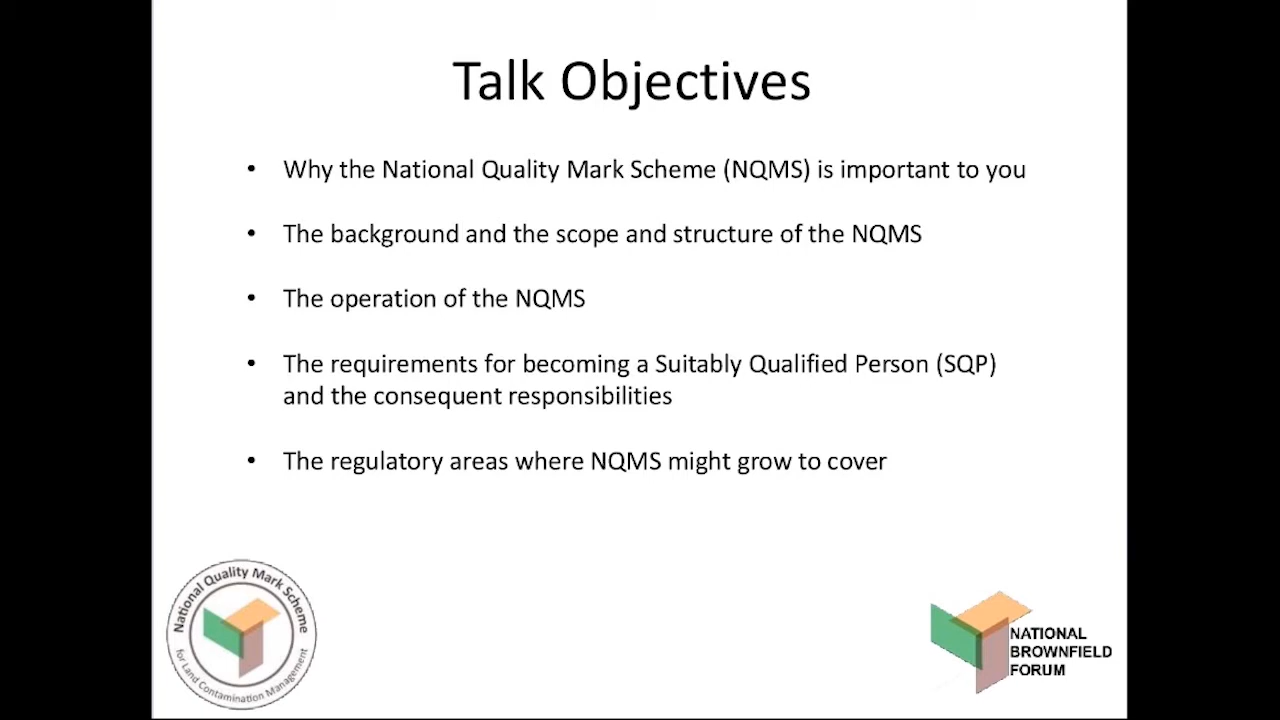 Talk Objectives
• Why the National Quality Mark Scheme (NQMS) is important to you
• The background and the scope and structure of the NQMS
• The operation of the NQMS
• The requirements for becoming a Suitably Qualified Person (SQP)
and the consequent responsibilities
• The regulatory areas where NQMS might grow to cover
National Quality Mark Scheme
for Land Contamination Management
NATIONAL
BROWNFIELD
FORUM